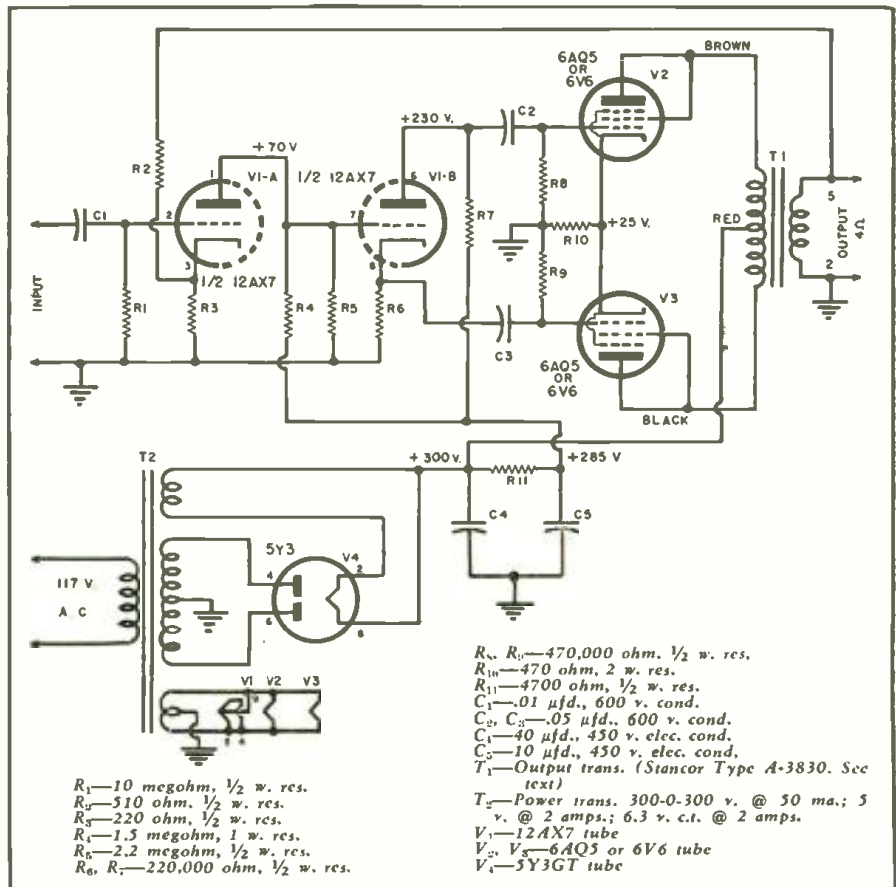 BROWN
6AQ5
OR
6V6
V2
C2
+230 V.
+70V
T1
R2
1
V1-A
1/2 12AX7
6
V1-B
R8
R7
5
C1
2
7
RED
OUTPUT
4Ω
R10
+25 V.
3
8
R9
2
INPUT
1/2 12AX7
R1
R3
R4
R5
R6
V3
C3
6AQ5
OR
6V6
BLACK
T2
+300 V.
+285 V
R11
C4
C5
5Y3
V4
4
2
117 V
A C
6
8
V1
V2
V3
R₁—10 megohm, ½ w. res.
R₂—510 ohm, ½ w. res.
R₃—220 ohm, ½ w. res.
R₄—1.5 megohm, 1 w. res.
R₅—2.2 megohm, ½ w. res.
R₆, R₇—220,000 ohm, ½ w. res.
R₈, R₉—470,000 ohm, ½ w. res.
R₁₀—470 ohm, 2 w. res.
R₁₁—4700 ohm, ½ w. res.
C₁—.01 µfd., 600 v. cond.
C₂, C₃—.05 µfd., 600 v. cond.
C₄—40 µfd., 450 v. elec. cond.
C₅—10 µfd., 450 v. elec. cond.
T₁—Output trans. (Stancor Type A-3830. See
text)
T₂—Power trans. 300-0-300 v. @ 50 ma.; 5
v. @ 2 amps.; 6.3 v. c.t. @ 2 amps.
V₁—12AX7 tube
V₂, V₃—6AQ5 or 6V6 tube
V₄—5Y3GT tube